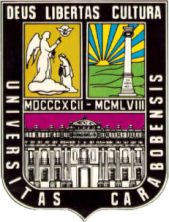 DEUS LIBERTAS CULTURA
MDCCCXCII - MCMLVIII
UNIVERSITAS CARABOBENSIS